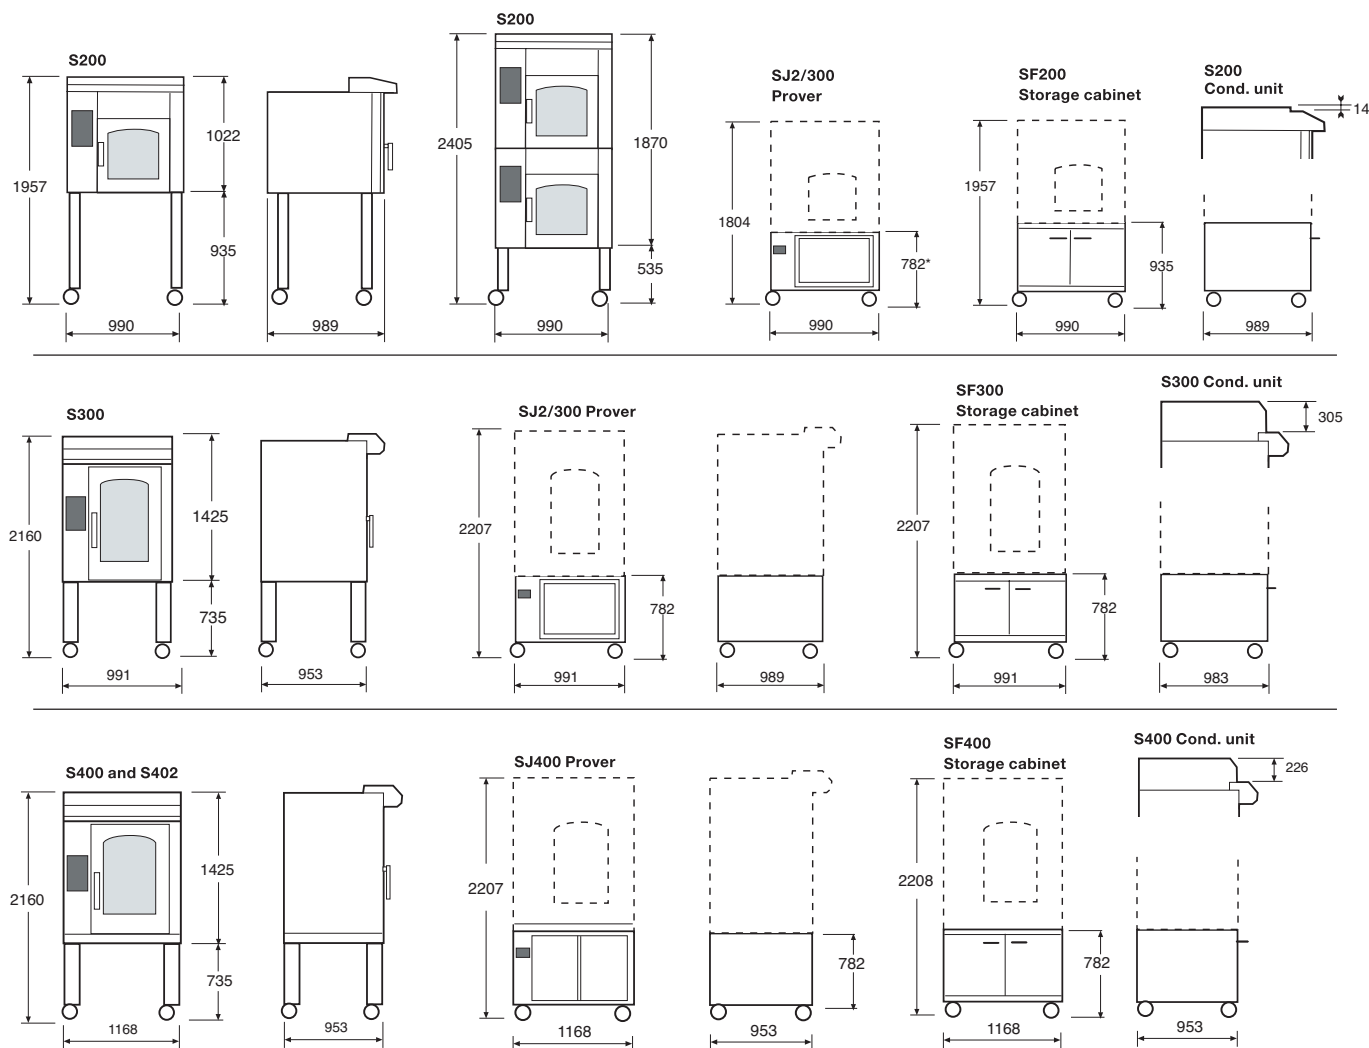 S200
1957
1022
935
990
989
S200
2405
1870
535
990
SJ2/300
Prover
1804
782*
990
SF200
Storage cabinet
1957
935
990
S200
Cond. unit
14
989
S300
2160
1425
735
991
953
SJ2/300 Prover
2207
782
991
989
SF300
Storage cabinet
2207
782
991
S300 Cond. unit
305
983
S400 and S402
2160
1425
735
1168
953
SJ400 Prover
2207
1168
782
953
SF400
Storage cabinet
2208
782
1168
S400 Cond. unit
226
953